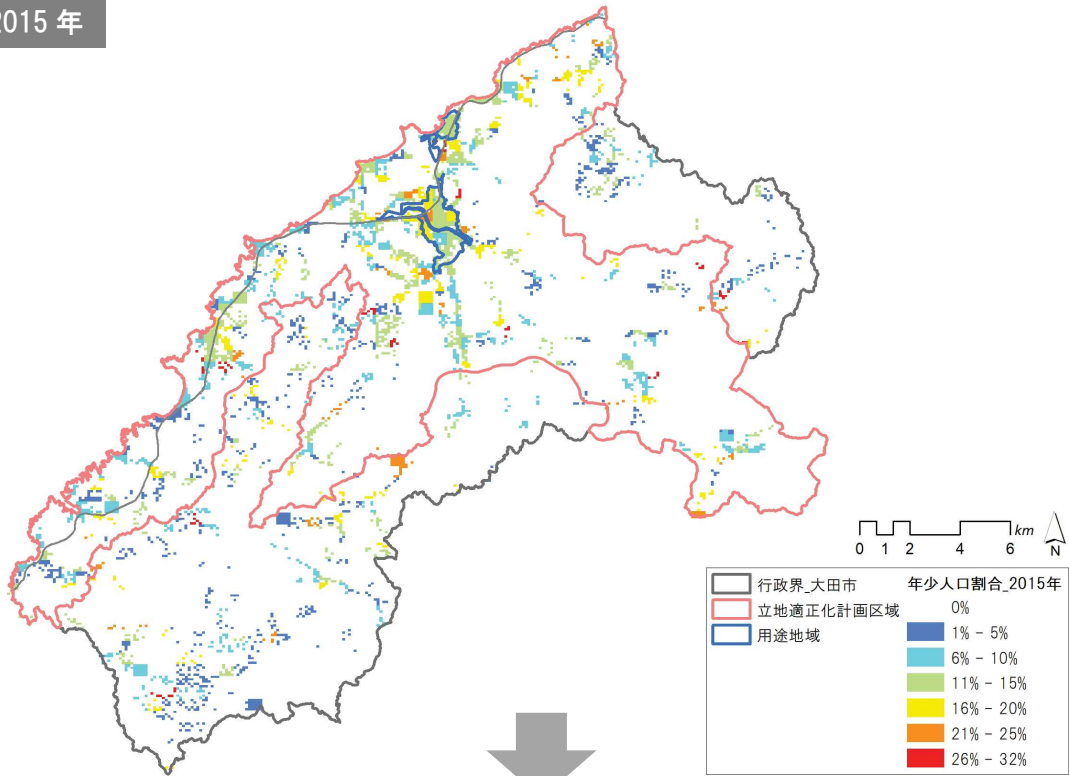 2015 年
km
0 1 2 4 6
N
行政界_大田市
立地適正化計画区域
用途地域
年少人口割合_2015年
0%
1% - 5%
6% - 10%
11% - 15%
16% - 20%
21% - 25%
26% - 32%